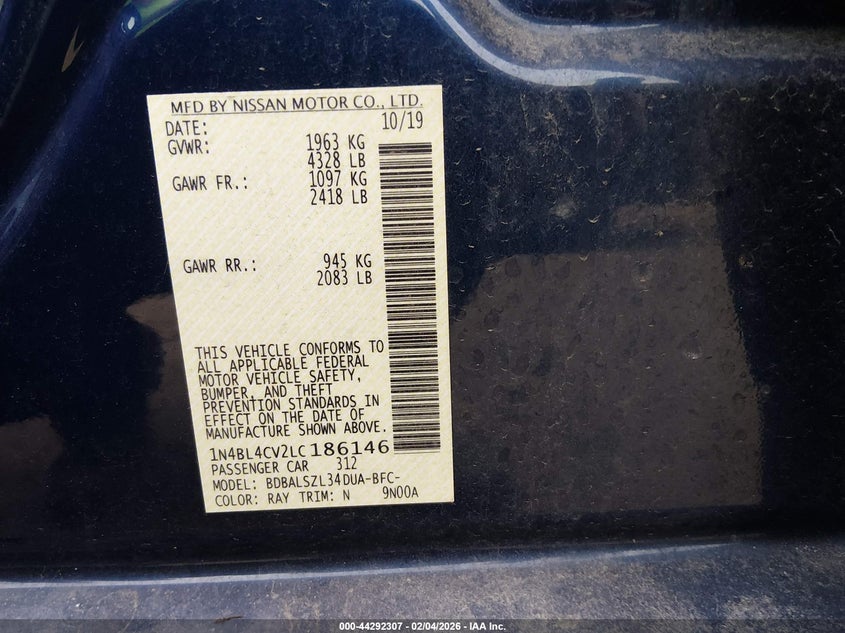 MFD BY NISSAN MOTOR CO., LTD.
DATE: 10/19
GVWR: 1963 KG
4328 LB
GAWR FR.: 1097 KG
2418 LB
GAWR RR.: 945 KG
2083 LB
THIS VEHICLE CONFORMS TO
ALL APPLICABLE FEDERAL
MOTOR VEHICLE SAFETY,
BUMPER, AND THEFT
PREVENTION STANDARDS IN
EFFECT ON THE DATE OF
MANUFACTURE SHOWN ABOVE.
1N4BL4CV2LC186146
PASSENGER CAR 312
MODEL: BDBALSZL34DUA-BFC-
COLOR: RAY TRIM: N 9N00A
000-44292307 - 02/04/2026 - IAA Inc.